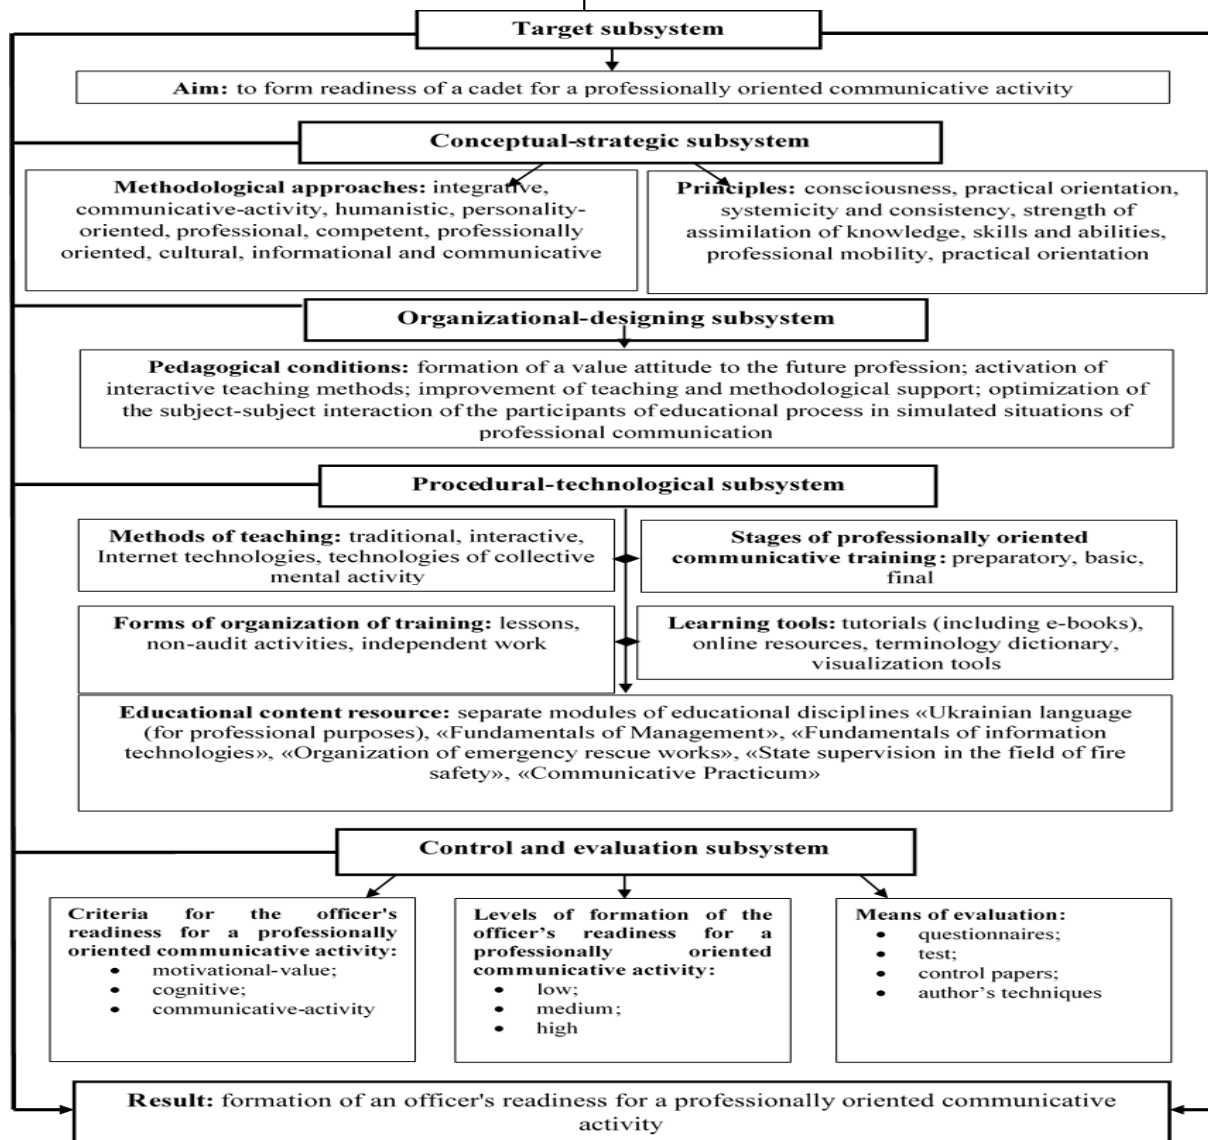 Target subsystem
Aim: to form readiness of a cadet for a professionally oriented communicative activity
Conceptual-strategic subsystem
Methodological approaches: integrative,
communicative-activity, humanistic, personality-
oriented, professional, competent, professionally
oriented, cultural, informational and communicative
Principles: consciousness, practical orientation,
systemicity and consistency, strength of
assimilation of knowledge, skills and abilities,
professional mobility, practical orientation
Organizational-designing subsystem
Pedagogical conditions: formation of a value attitude to the future profession; activation of
interactive teaching methods; improvement of teaching and methodological support; optimization of
the subject-subject interaction of the participants of educational process in simulated situations of
professional communication
Procedural-technological subsystem
Methods of teaching: traditional, interactive,
Internet technologies, technologies of collective
mental activity
Stages of professionally oriented
communicative training: preparatory, basic,
final
Forms of organization of training: lessons,
non-audit activities, independent work
Learning tools: tutorials (including e-books),
online resources, terminology dictionary,
visualization tools
Educational content resource: separate modules of educational disciplines «Ukrainian language
(for professional purposes), «Fundamentals of Management», «Fundamentals of information
technologies», «Organization of emergency rescue works», «State supervision in the field of fire
safety», «Communicative Practicum»
Control and evaluation subsystem
Criteria for the officer's
readiness for a professionally
oriented communicative activity:
• motivational-value;
• cognitive;
• communicative-activity
Levels of formation of the
officer's readiness for a
professionally oriented
communicative activity:
• low;
• medium;
• high
Means of evaluation:
• questionnaires;
• test;
• control papers;
• author's techniques
Result: formation of an officer's readiness for a professionally oriented communicative
activity